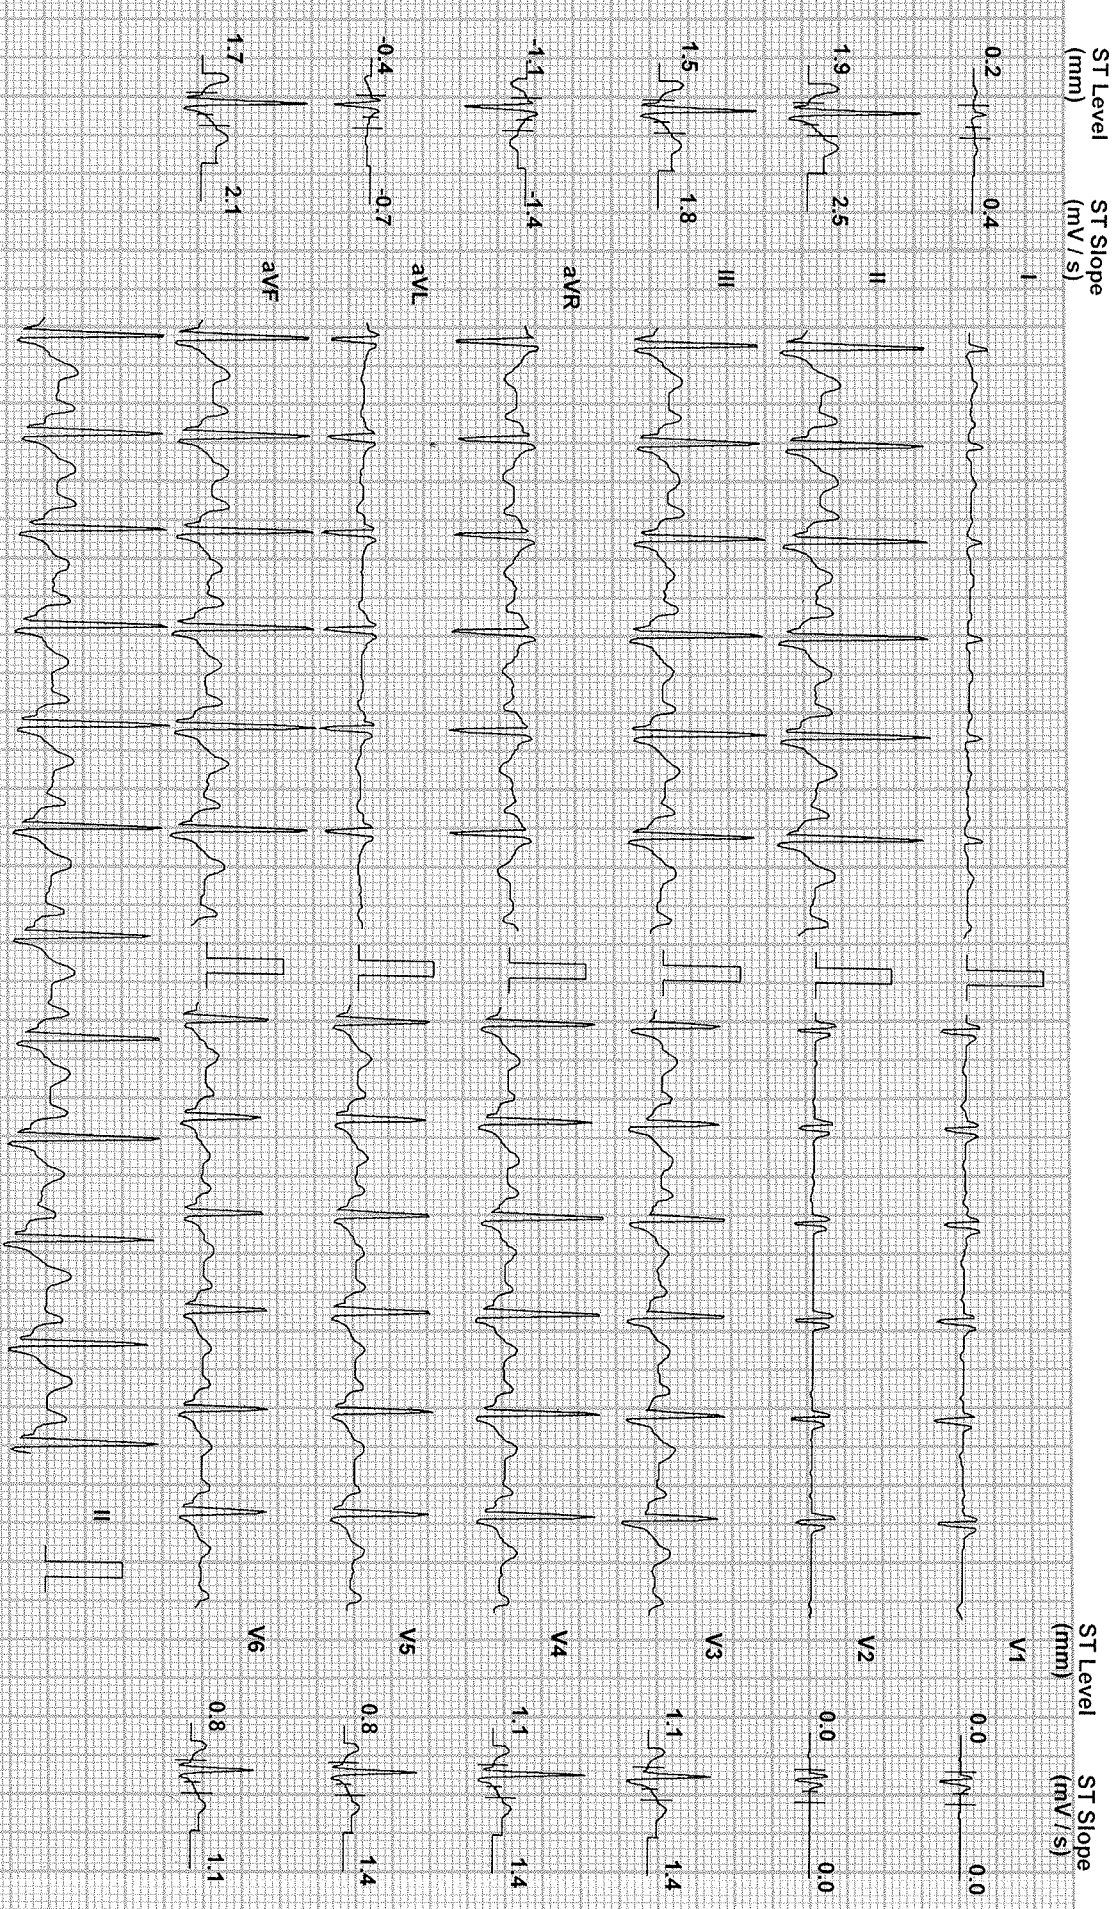 ST Level ST Slope
(mm) (mV / s)
0.2 0.4
I
1.9 2.5
II
1.5 1.8
III
-1.1 -1.4
aVR
-0.4 -0.7
aVL
1.7 2.1
aVF
ST Level ST Slope
(mm) (mV / s)
V1
0.0 0.0
V2
0.0 0.0
V3
1.1 1.4
V4
1.1 1.4
V5
0.8 1.4
V6
0.8 1.1
II